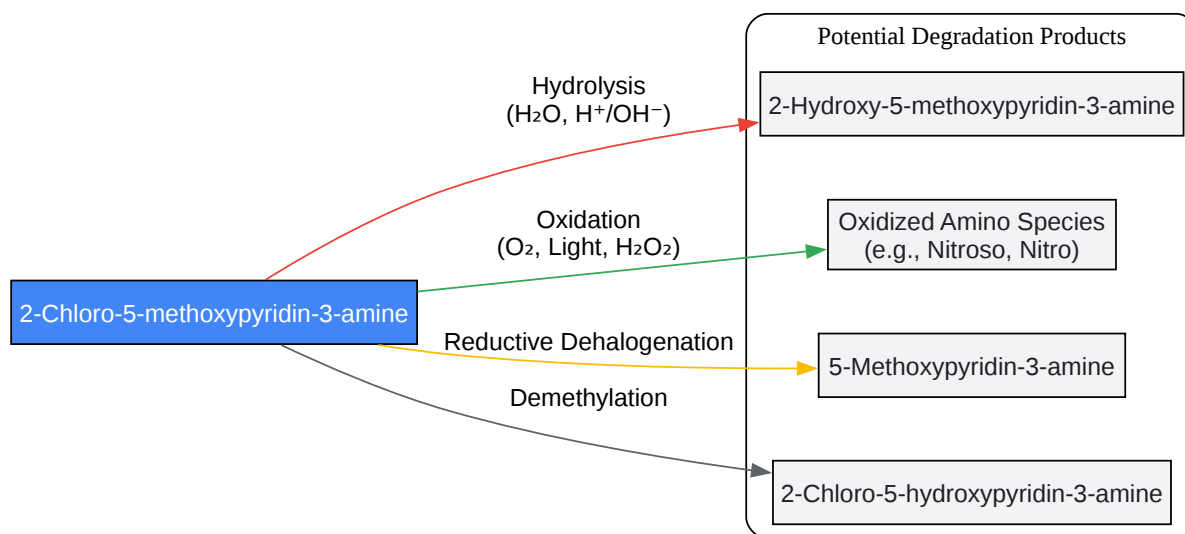 Potential Degradation Products
Hydrolysis
(H₂O, H⁺/OH⁻)
2-Hydroxy-5-methoxypyridin-3-amine
Oxidation
(O₂, Light, H₂O₂)
Oxidized Amino Species
(e.g., Nitroso, Nitro)
2-Chloro-5-methoxypyridin-3-amine
Reductive Dehalogenation
5-Methoxypyridin-3-amine
Demethylation
2-Chloro-5-hydroxypyridin-3-amine